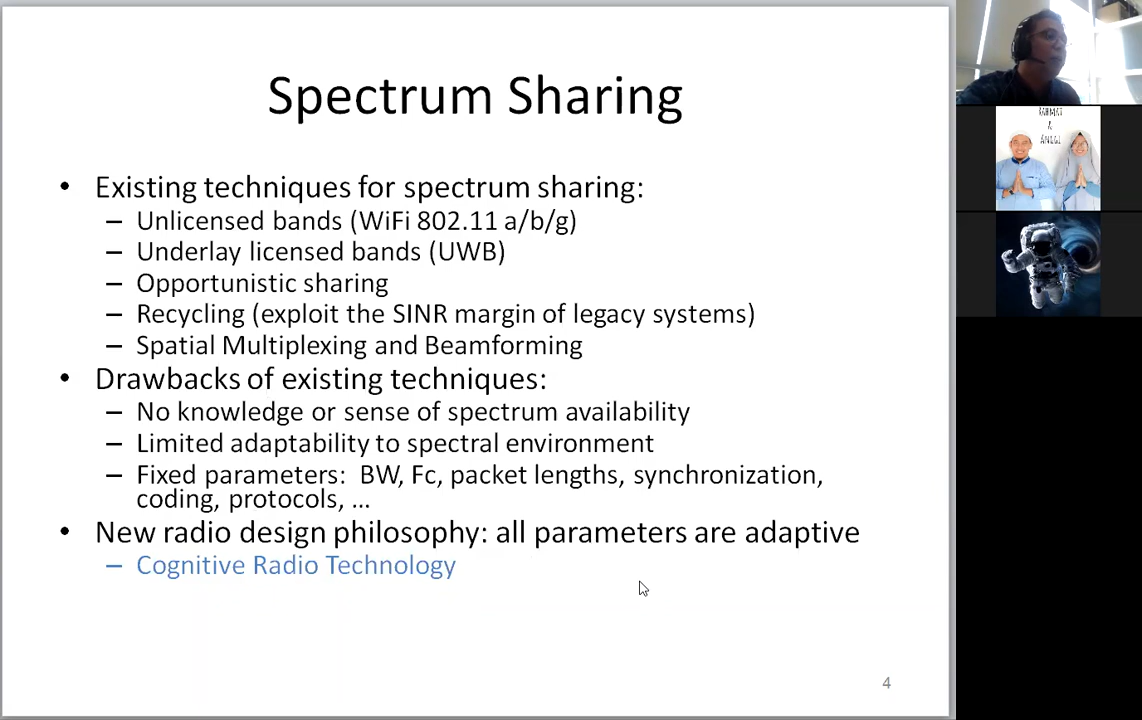 Spectrum Sharing
• Existing techniques for spectrum sharing:
– Unlicensed bands (WiFi 802.11 a/b/g)
– Underlay licensed bands (UWB)
– Opportunistic sharing
– Recycling (exploit the SINR margin of legacy systems)
– Spatial Multiplexing and Beamforming
• Drawbacks of existing techniques:
– No knowledge or sense of spectrum availability
– Limited adaptability to spectral environment
– Fixed parameters: BW, Fc, packet lengths, synchronization,
coding, protocols, …
• New radio design philosophy: all parameters are adaptive
– Cognitive Radio Technology
4
&